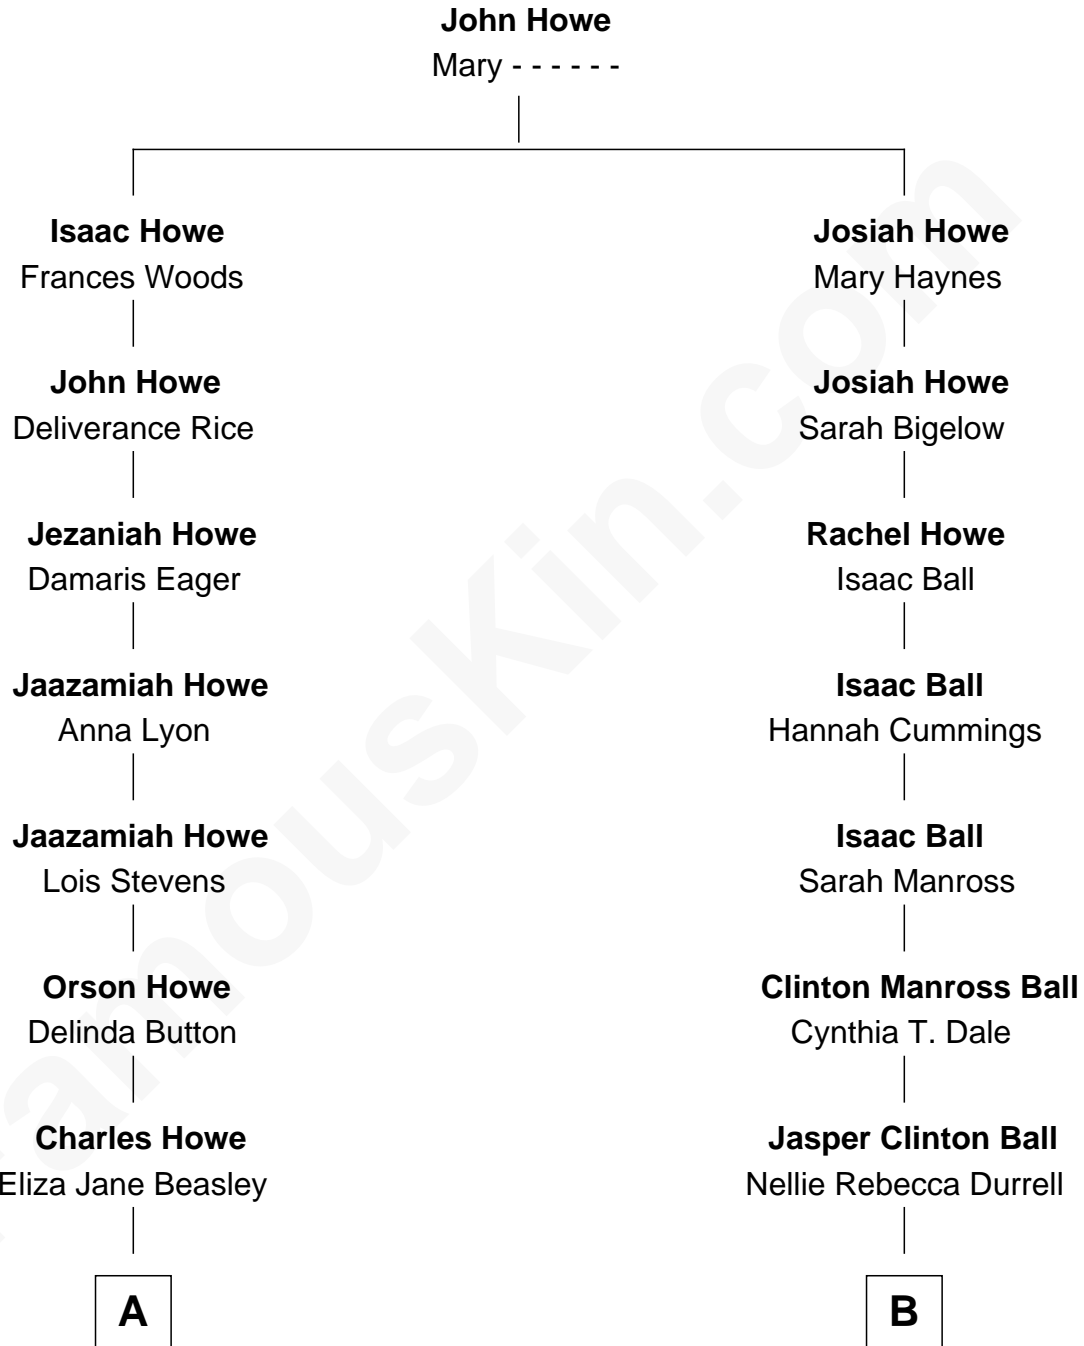 John Howe
Mary - - - - - -
Isaac Howe
Frances Woods
Josiah Howe
Mary Haynes
John Howe
Deliverance Rice
Josiah Howe
Sarah Bigelow
Jezaniah Howe
Damaris Eager
Rachel Howe
Isaac Ball
Jaazamiah Howe
Anna Lyon
Isaac Ball
Hannah Cummings
Jaazamiah Howe
Lois Stevens
Isaac Ball
Sarah Manross
Orson Howe
Delinda Button
Clinton Manross Ball
Cynthia T. Dale
Charles Howe
Eliza Jane Beasley
Jasper Clinton Ball
Nellie Rebecca Durrell
A
B
FamousKin.com